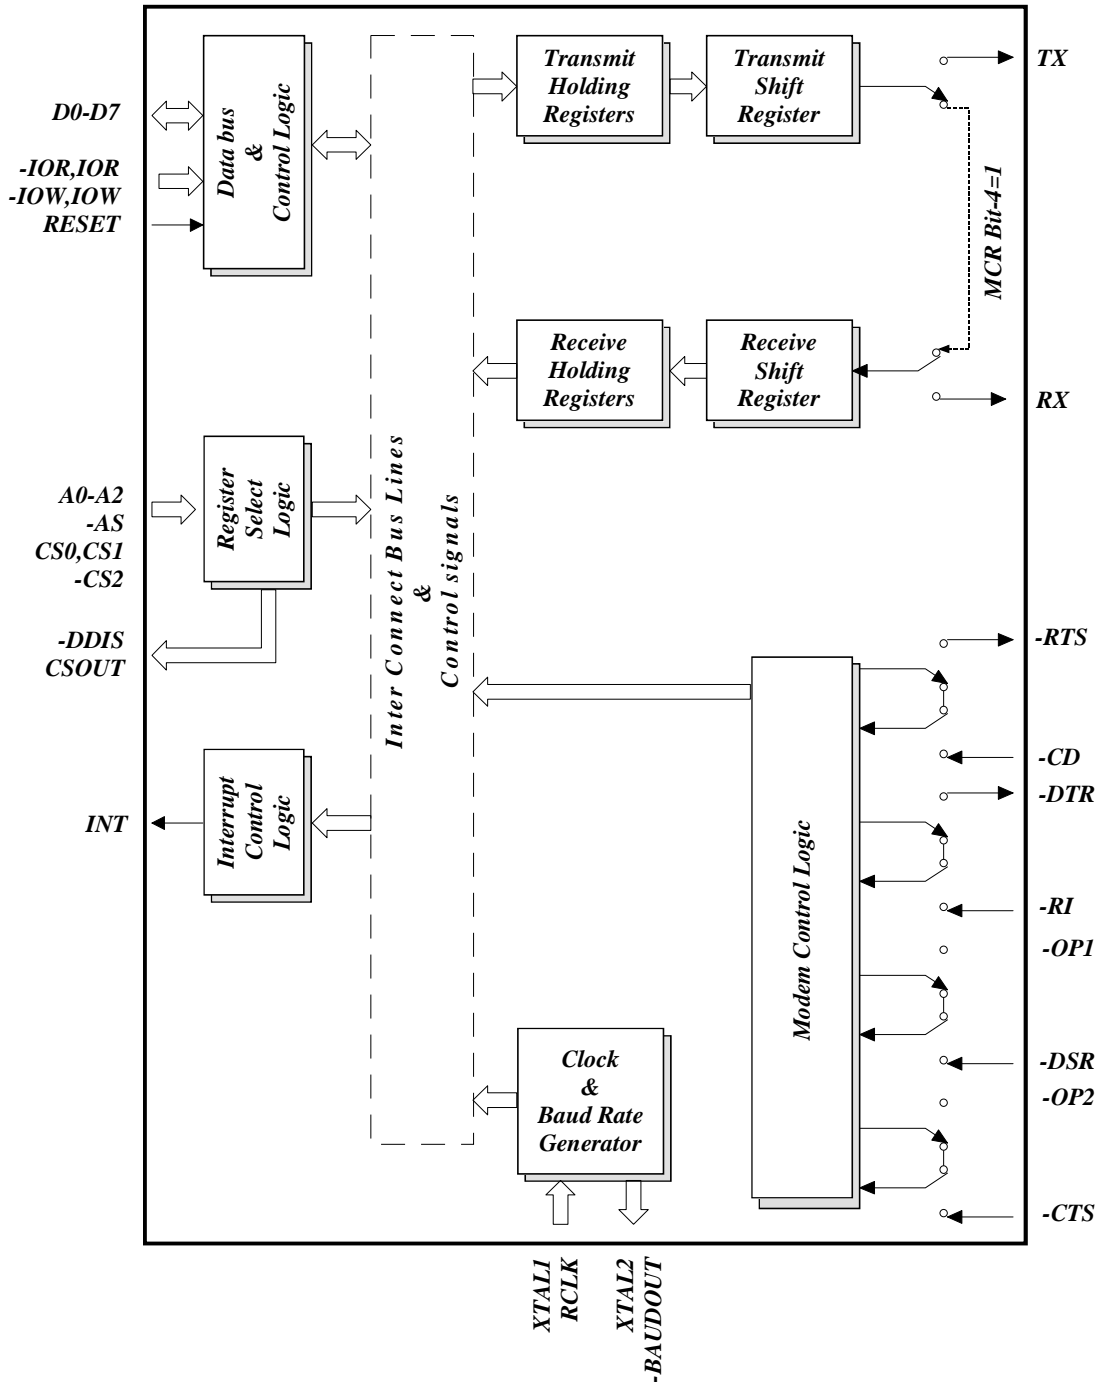 D0-D7
-IOR,IOR
-IOW,IOW
RESET
Data bus
&
Control Logic
Transmit
Holding
Registers
Transmit
Shift
Register
TX
MCR Bit-4=1
Receive
Holding
Registers
Receive
Shift
Register
RX
A0-A2
-AS
CS0,CS1
-CS2
Register
Select
Logic
-DDIS
CSOUT
Inter Connect Bus Lines
&
Control signals
INT
Interrupt
Control
Logic
Modem Control Logic
-RTS
-CD
-DTR
-RI
-OP1
-DSR
-OP2
-CTS
Clock
&
Baud Rate
Generator
XTAL1
RCLK
XTAL2
-BAUDOUT